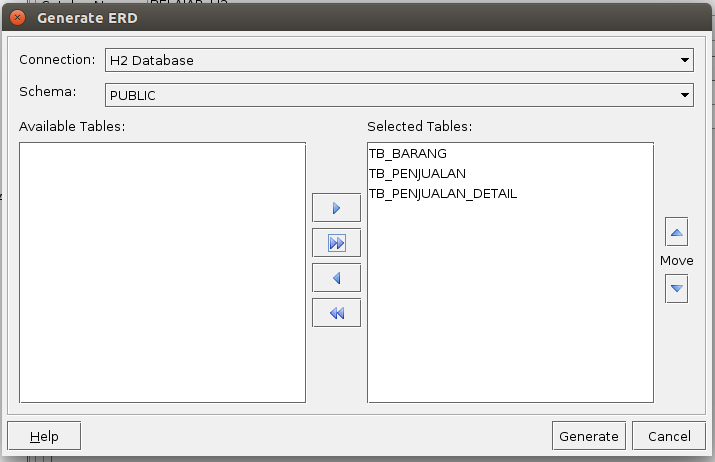 Generate ERD
Connection: H2 Database
Schema: PUBLIC
Available Tables: Selected Tables:
TB_BARANG
TB_PENJUALAN
TB_PENJUALAN_DETAIL
Move
Help Generate Cancel